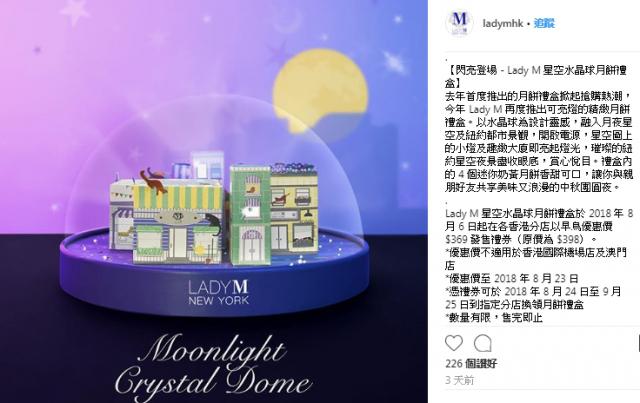 M
LADY M
NEW YORK
Moonlight
Crystal Dome
ladymhk • 追蹤
.
【閃亮登場 - Lady M 星空水晶球月餅禮
盒】
去年首度推出的月餅禮盒掀起搶購熱潮，
今年 Lady M 再度推出可亮燈的精緻月餅
禮盒。以水晶球為設計靈感，融入月夜星
空及紐約都市景觀，開啟電源，星空窗上
的小燈及趣緻大廈即亮起燈光，璀璨的紐
約星空夜景盡收眼底，賞心悅目。禮盒內
的 4 個迷你奶黃月餅香甜可口，讓你與親
朋好友共享美味又浪漫的中秋團圓夜。
.
Lady M 星空水晶球月餅禮盒於 2018 年 8
月 6 日起在各香港分店以早鳥優惠價
$369 發售禮券（原價為 $398）。
*優惠價不適用於香港國際機場店及澳門
店
*優惠價至 2018 年 8 月 23 日
*憑禮券可於 2018 年 8 月 24 日至 9 月
25 日到指定分店換領月餅禮盒
*數量有限，售完即止
226 個讚好
3 天前